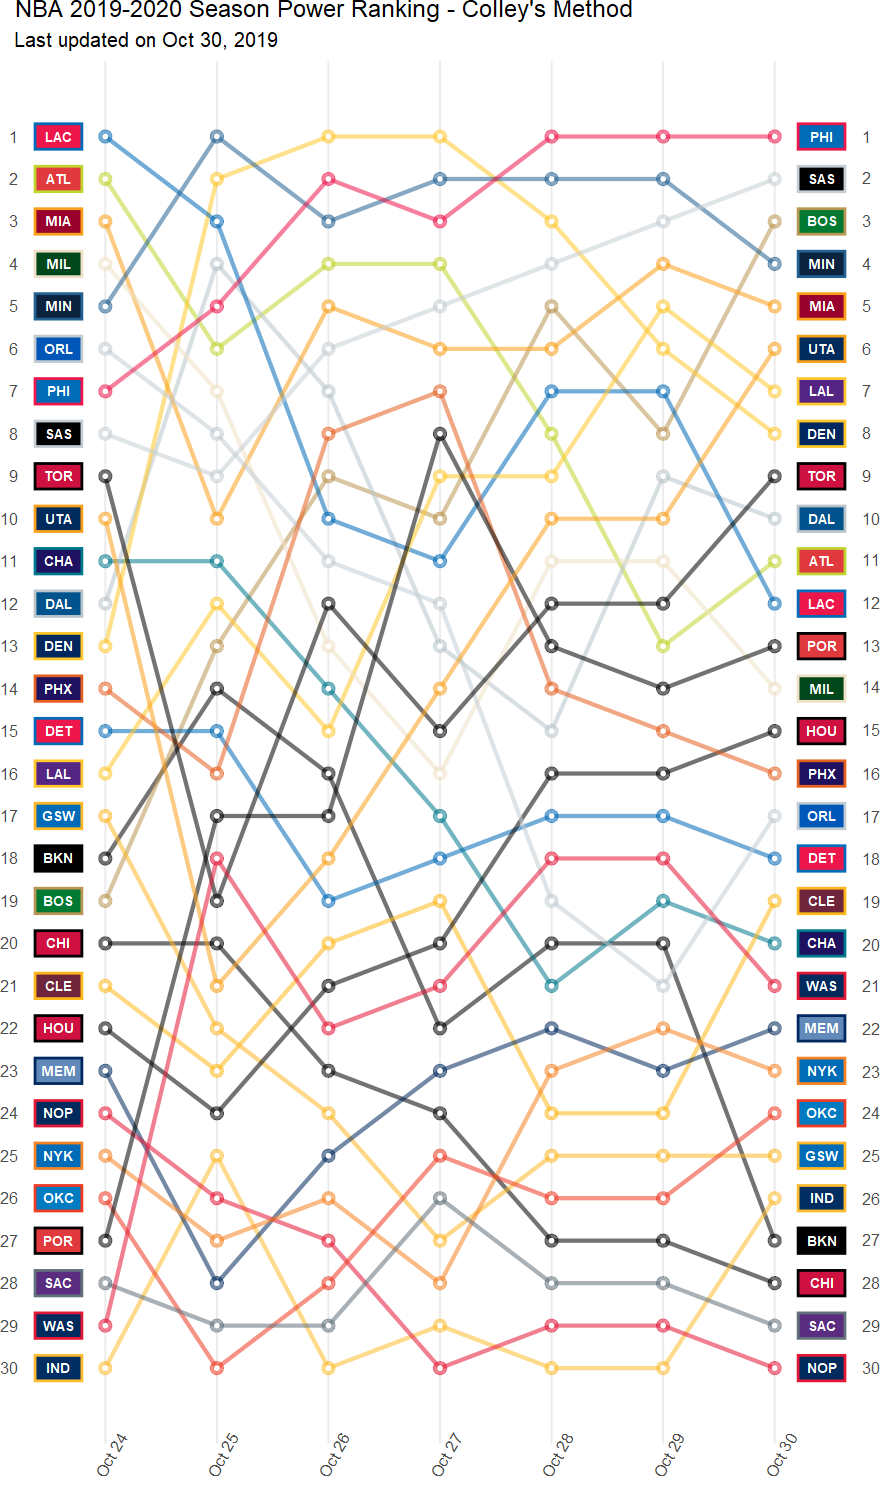 NBA 2019-2020 Season Power Ranking - Colley's Method
Last updated on Oct 30, 2019
1 LAC PHI 1
2 ATL SAS 2
3 MIA BOS 3
4 MIL MIN 4
5 MIN MIA 5
6 ORL UTA 6
7 PHI LAL 7
8 SAS DEN 8
9 TOR TOR 9
10 UTA DAL 10
11 CHA ATL 11
12 DAL LAC 12
13 DEN POR 13
14 PHX MIL 14
15 DET HOU 15
16 LAL PHX 16
17 GSW ORL 17
18 BKN DET 18
19 BOS CLE 19
20 CHI CHA 20
21 CLE WAS 21
22 HOU MEM 22
23 MEM NYK 23
24 NOP OKC 24
25 NYK GSW 25
26 OKC IND 26
27 POR BKN 27
28 SAC CHI 28
29 WAS SAC 29
30 IND NOP 30
Oct 24 Oct 25 Oct 26 Oct 27 Oct 28 Oct 29 Oct 30